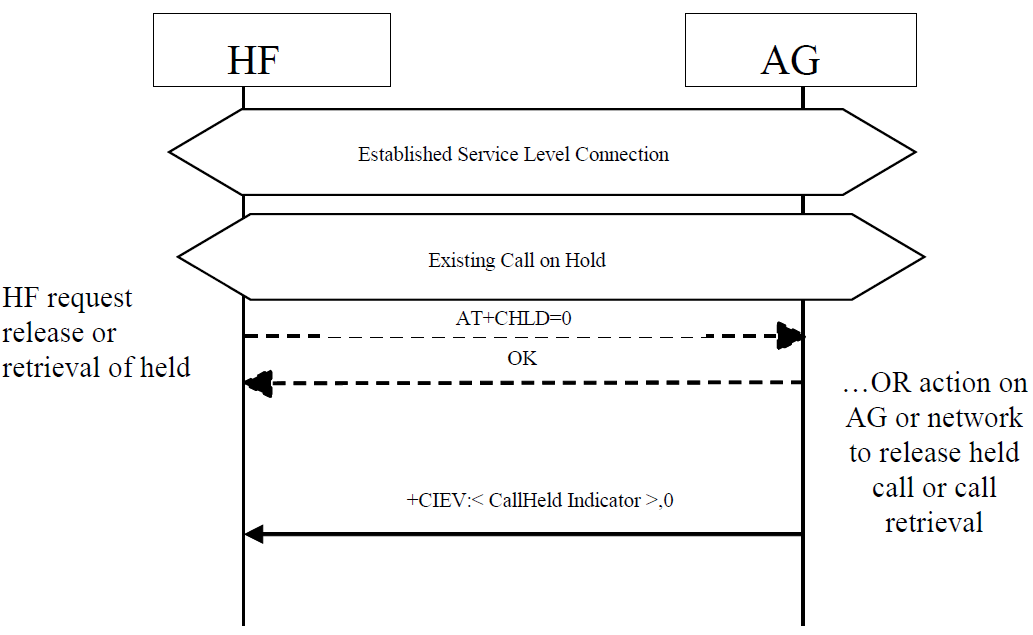 HF
AG
Established Service Level Connection
Existing Call on Hold
HF request
release or
retrieval of held
AT+CHLD=0
OK
…OR action on
AG or network
to release held
call or call
retrieval
+CIEV:< CallHeld Indicator >,0